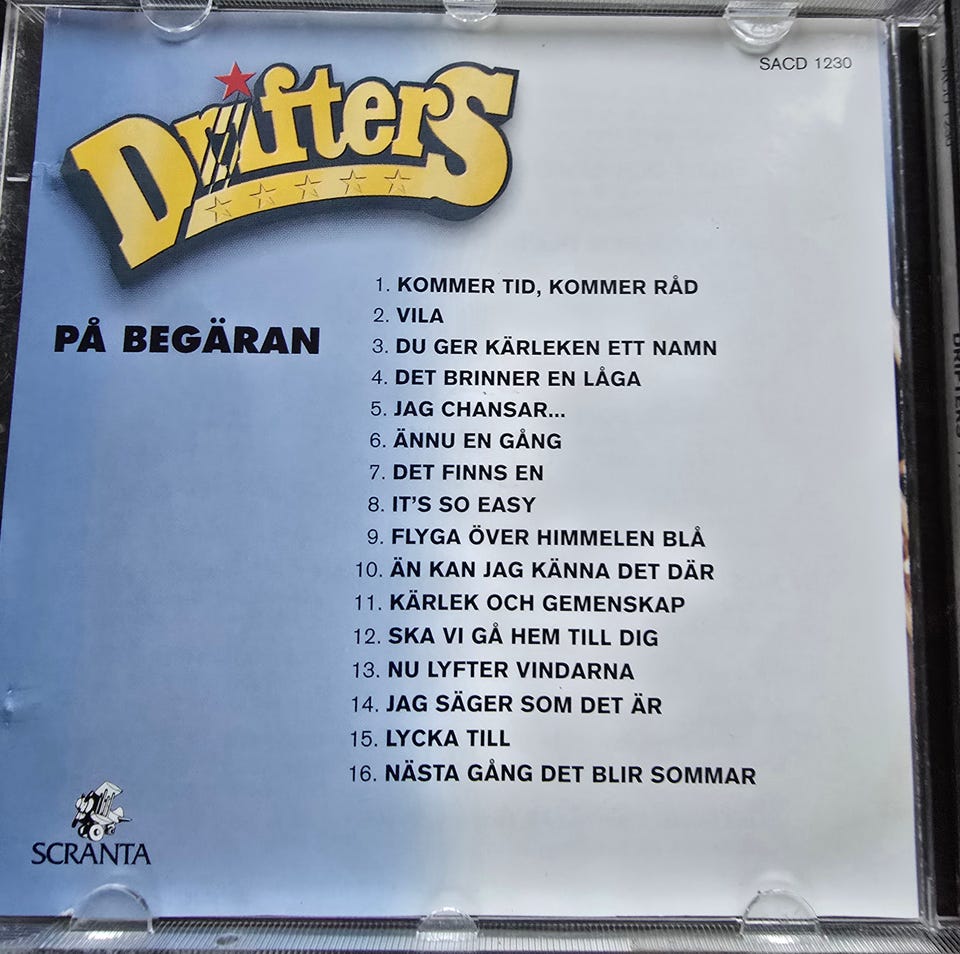 SACD 1230
Drifters
PÅ BEGÄRAN
1. KOMMER TID, KOMMER RÅD
2. VILA
3. DU GER KÄRLEKEN ETT NAMN
4. DET BRINNER EN LÅGA
5. JAG CHANSAR...
6. ÄNNU EN GÅNG
7. DET FINNS EN
8. IT'S SO EASY
9. FLYGA ÖVER HIMMELEN BLÅ
10. ÄN KAN JAG KÄNNA DET DÄR
11. KÄRLEK OCH GEMENSKAP
12. SKA VI GÅ HEM TILL DIG
13. NU LYFTER VINDARNA
14. JAG SÄGER SOM DET ÄR
15. LYCKA TILL
16. NÄSTA GÅNG DET BLIR SOMMAR
SCRANTA